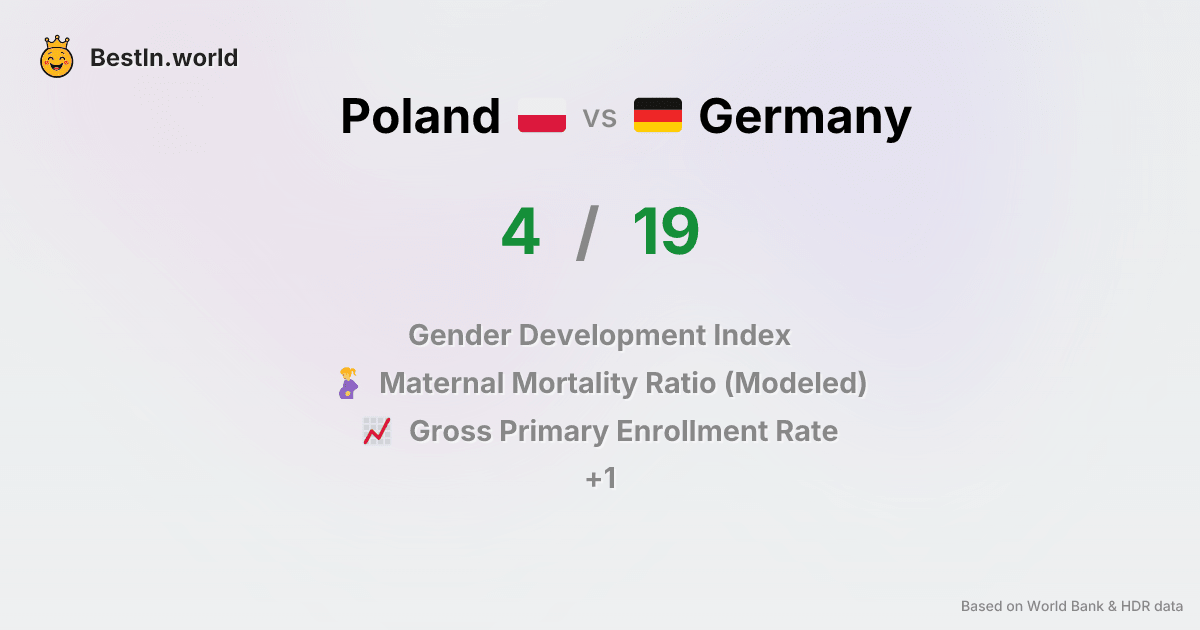 BestIn.world
Poland vs Germany
4 / 19
Gender Development Index
Maternal Mortality Ratio (Modeled)
Gross Primary Enrollment Rate
+1
Based on World Bank & HDR data